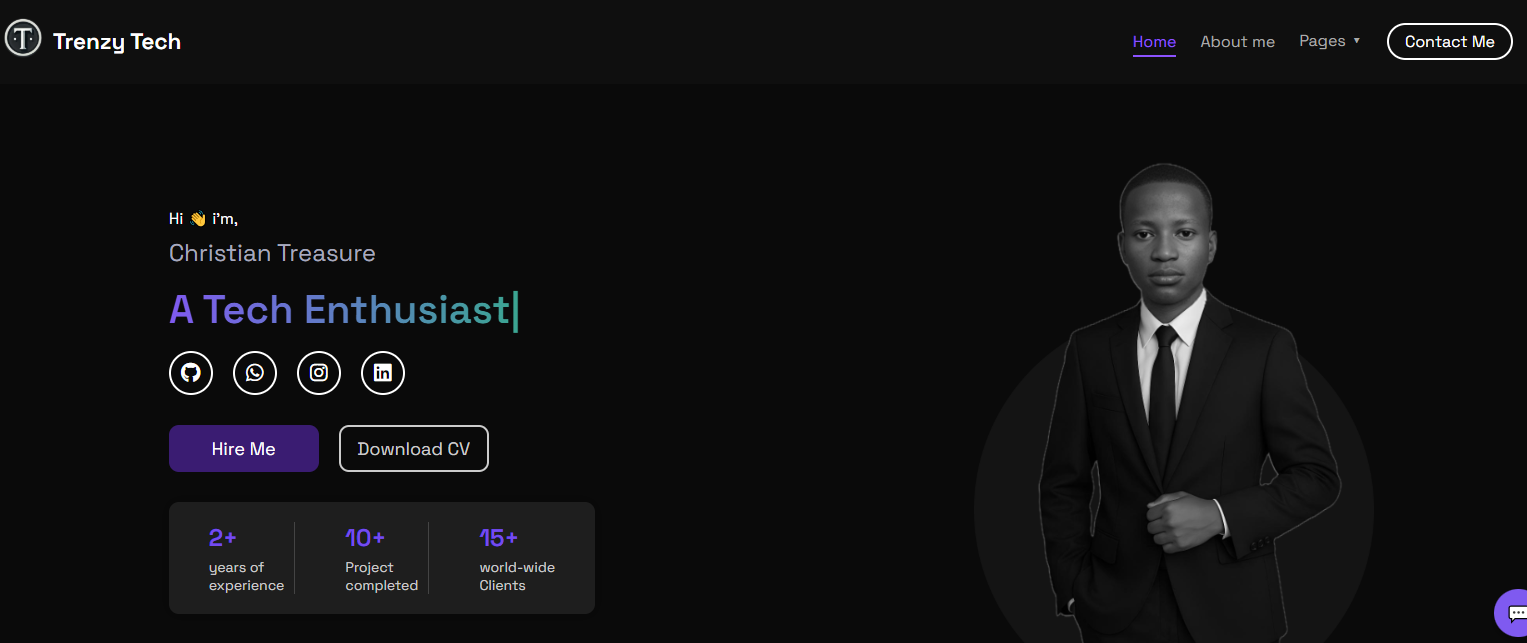 Trenzy Tech
Home About me Pages ▼ Contact Me
Hi 👋 i'm,
Christian Treasure
A Tech Enthusiast|
Hire Me Download CV
2+ 10+ 15+
years of Project world-wide
experience completed Clients